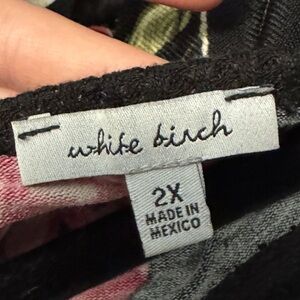 white birch
2X
MADE IN
MEXICO